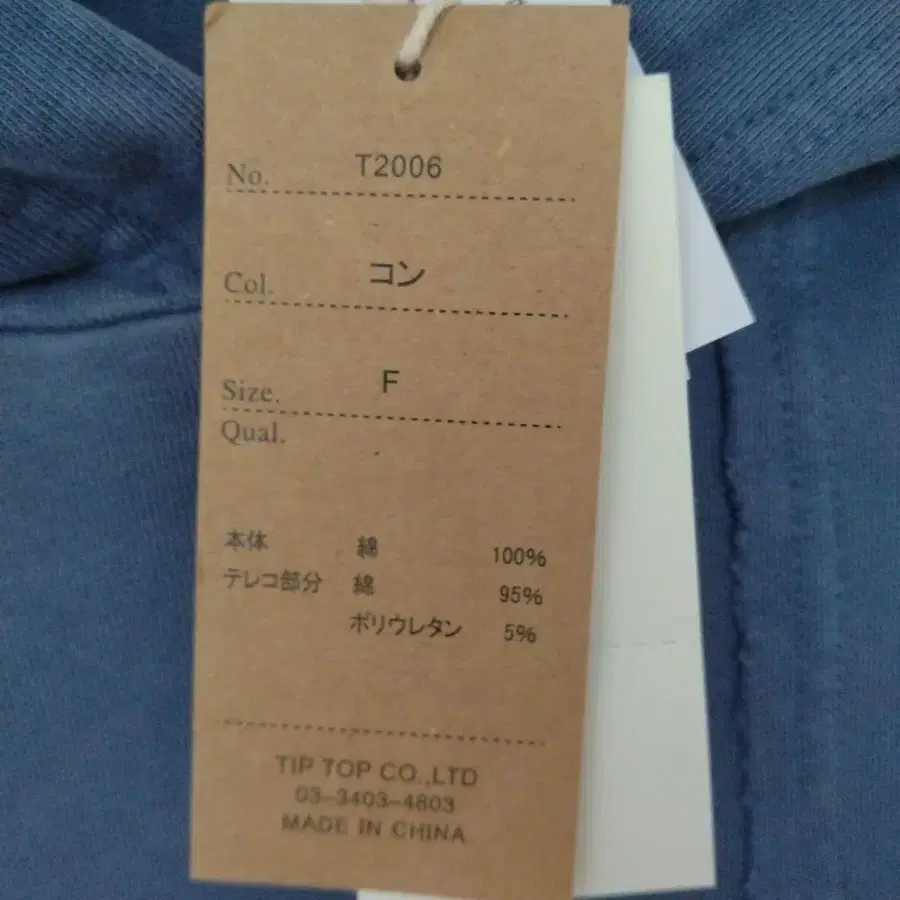 No. T2006
Col. コン
Size. F
Qual.
本体 綿 100%
テレコ部分 綿 95%
ポリウレタン 5%
TIP TOP CO.,LTD
03-3403-4803
MADE IN CHINA